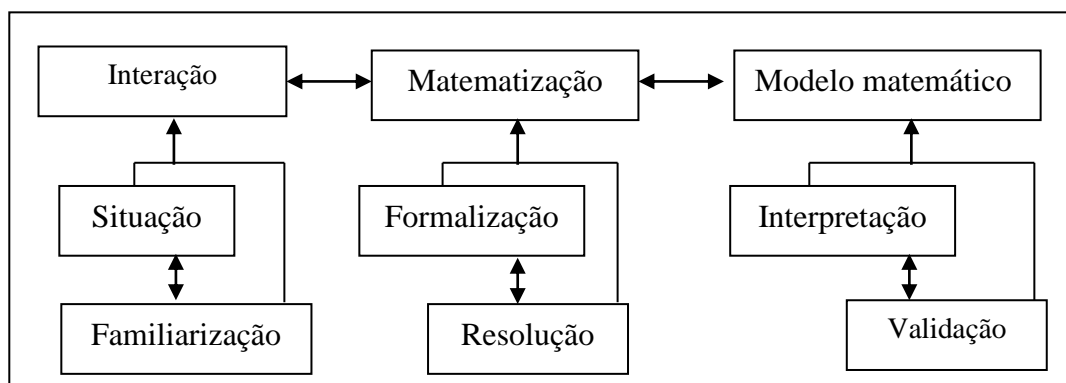 Interação
Matematização
Modelo matemático
Situação
Formalização
Interpretação
Familiarização
Resolução
Validação